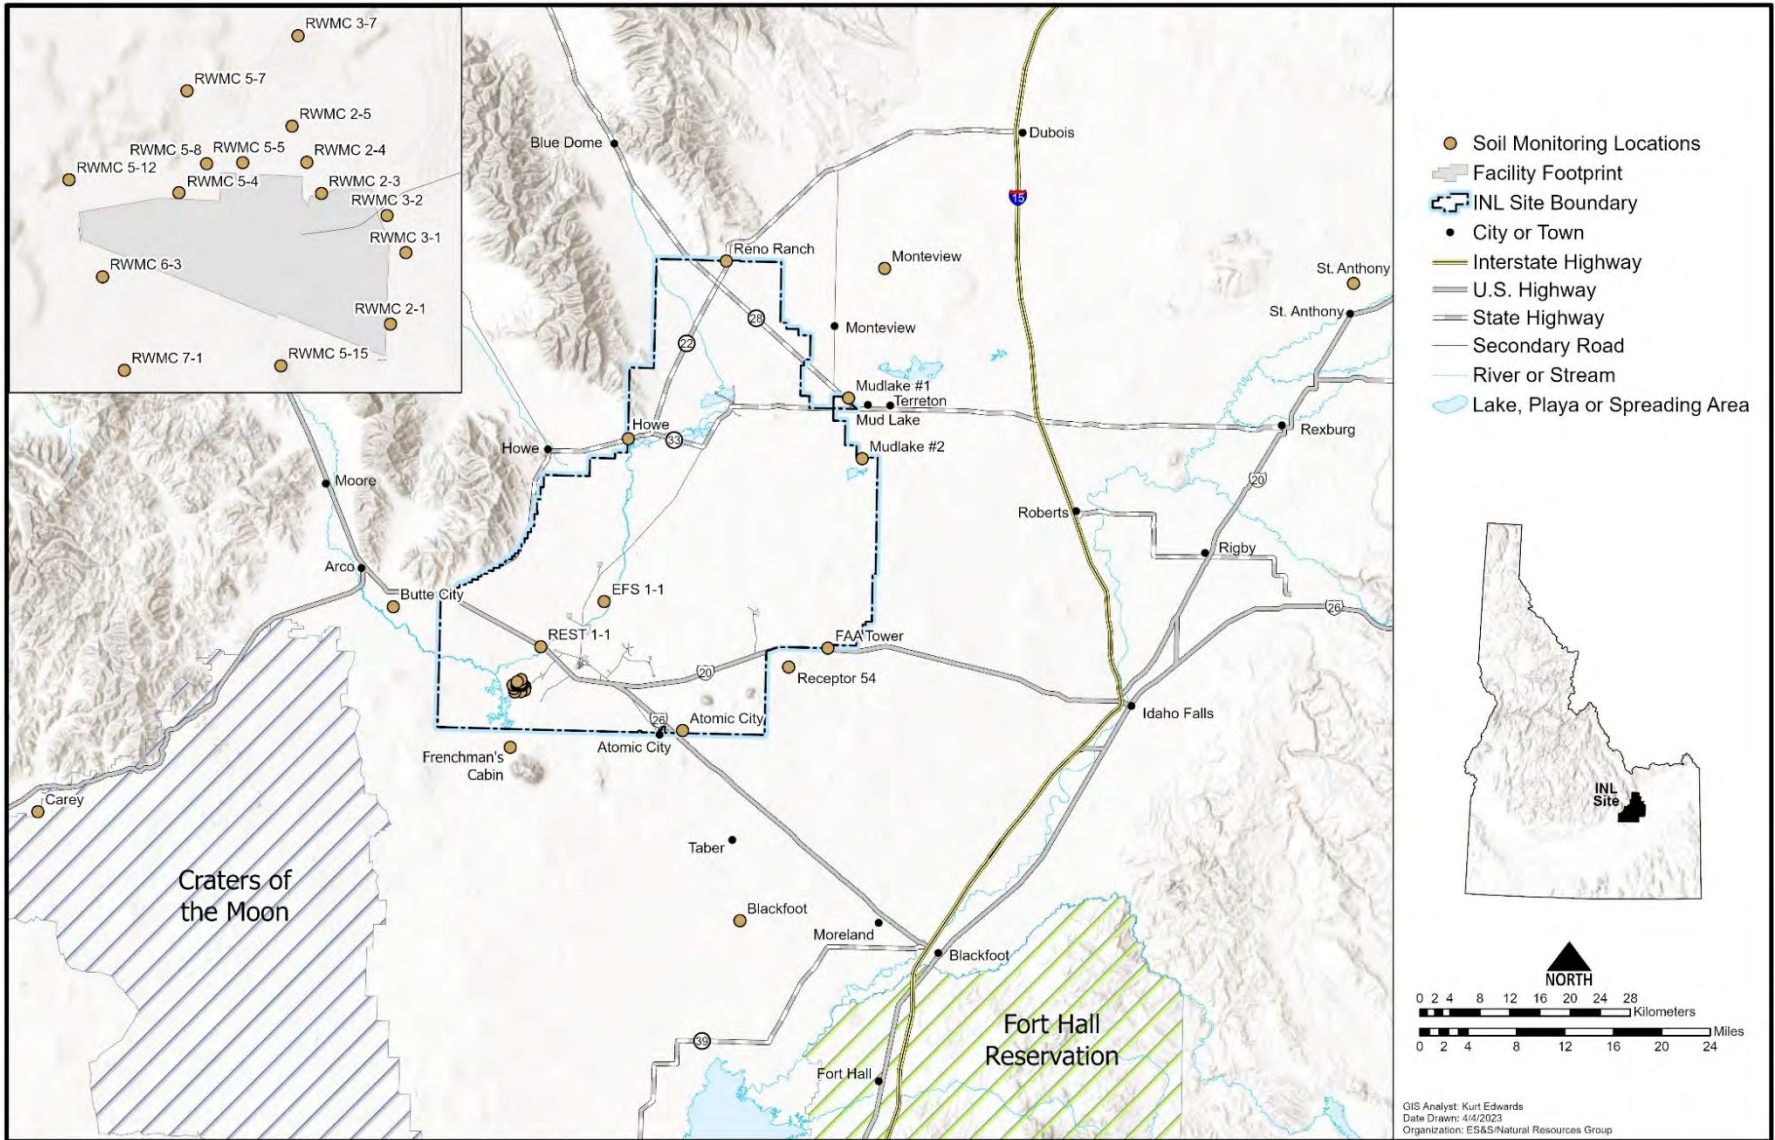 RWMC 3-7
RWMC 5-7
RWMC 2-5
RWMC 5-8
RWMC 5-5
RWMC 2-4
RWMC 5-12
RWMC 5-4
RWMC 2-3
RWMC 3-2
RWMC 3-1
RWMC 6-3
RWMC 2-1
RWMC 7-1
RWMC 5-15
Blue Dome
Dubois
15
Reno Ranch
Monteview
St. Anthony
St. Anthony
28
Monteview
22
Mudlake #1
Terreton
Mud Lake
Howe
Howe
33
Rexburg
Mudlake #2
20
Moore
Roberts
Rigby
Arco
Butte City
EFS 1-1
26
REST 1-1
FAA Tower
20
Receptor 54
Idaho Falls
26
Atomic City
Atomic City
Frenchman's
Cabin
Carey
Taber
Craters of
the Moon
Blackfoot
Moreland
Blackfoot
Fort Hall
Reservation
39
Fort Hall
Soil Monitoring Locations
Facility Footprint
INL Site Boundary
City or Town
Interstate Highway
U.S. Highway
State Highway
Secondary Road
River or Stream
Lake, Playa or Spreading Area
INL
Site
NORTH
0 2 4 8 12 16 20 24 28
Kilometers
Miles
0 2 4 8 12 16 20 24
GIS Analyst: Kurt Edwards
Date Drawn: 4/4/2023
Organization: ES&S/Natural Resources Group